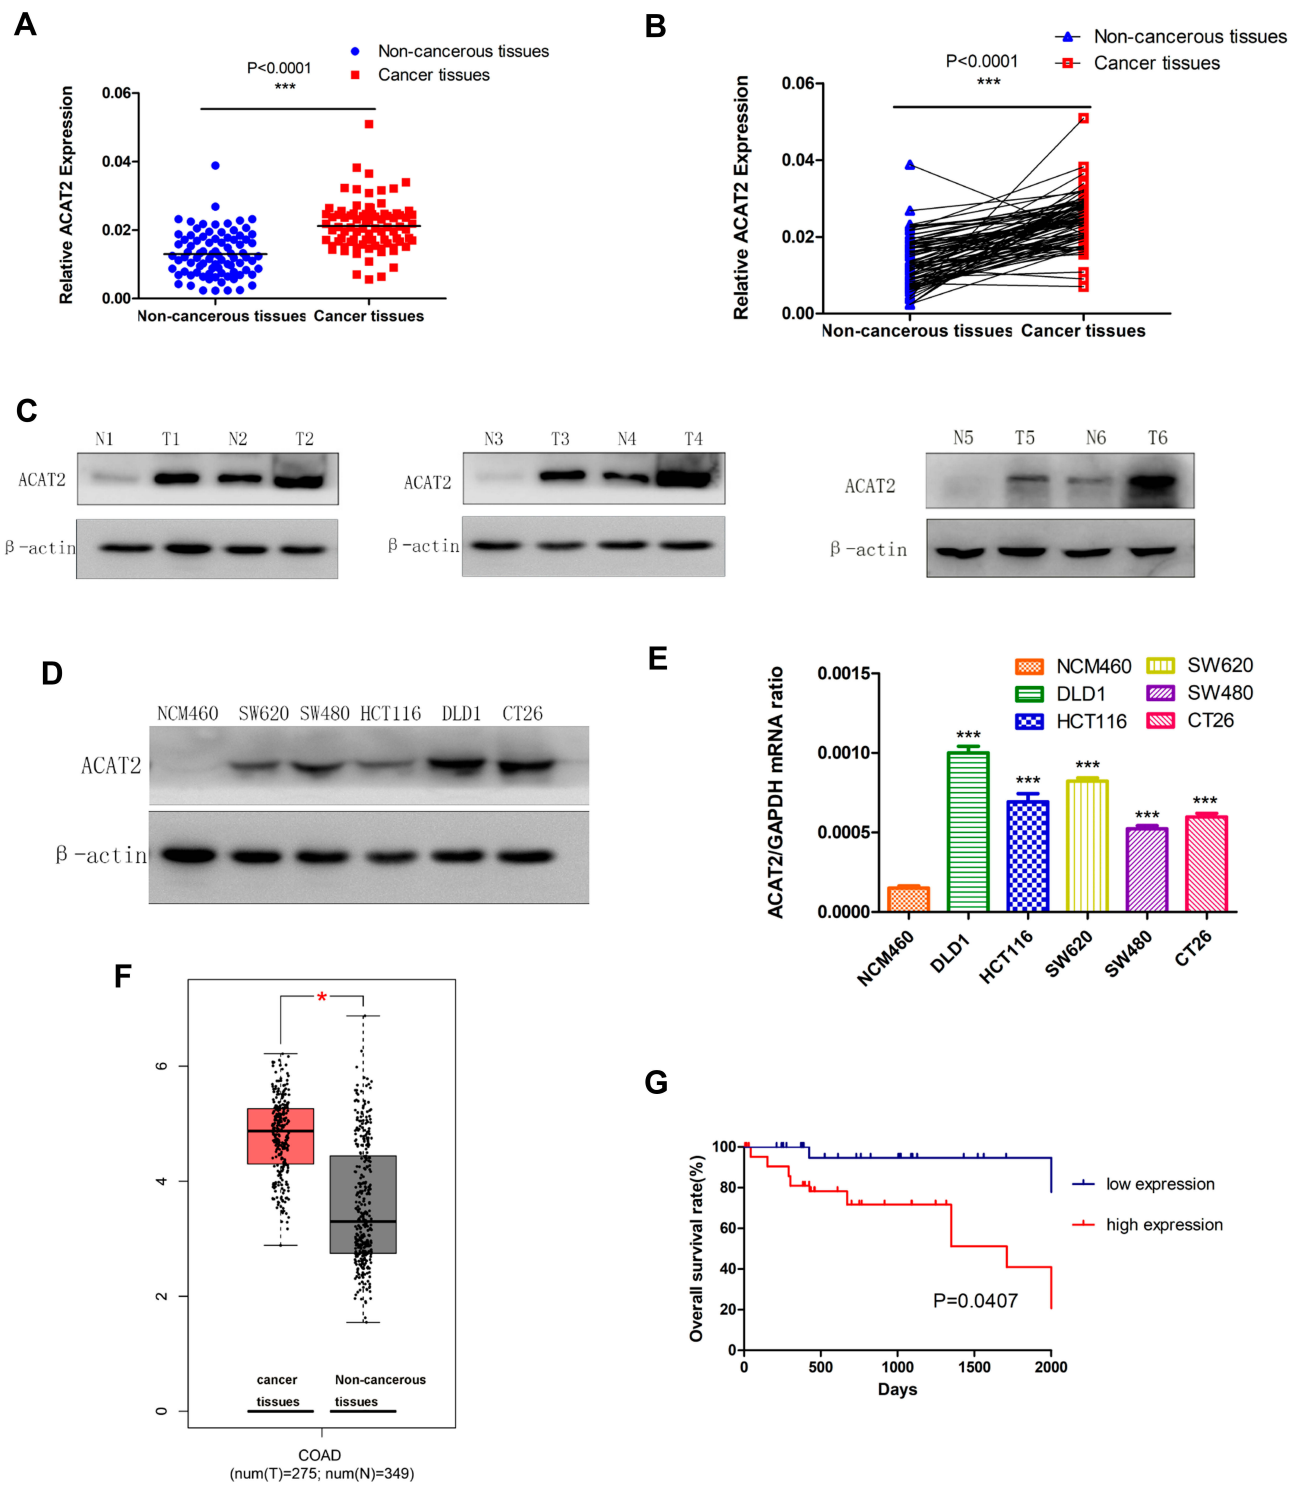 A
Non-cancerous tissues
Cancer tissues
P<0.0001
***
0.06
0.04
0.02
0.00
Relative ACAT2 Expression
Non-cancerous tissues Cancer tissues
B
Non-cancerous tissues
Cancer tissues
P<0.0001
***
0.06
0.04
0.02
0.00
Relative ACAT2 Expression
Non-cancerous tissues Cancer tissues
C
N1 T1 N2 T2
ACAT2
β-actin
N3 T3 N4 T4
ACAT2
β-actin
N5 T5 N6 T6
ACAT2
β-actin
D
NCM460 SW620 SW480 HCT116 DLD1 CT26
ACAT2
β-actin
E
NCM460
DLD1
HCT116
SW620
SW480
CT26
ACAT2/GAPDH mRNA ratio
0.0015
0.0010
0.0005
0.0000
***
***
***
***
***
NCM460
DLD1
HCT116
SW620
SW480
CT26
F
*
6
4
2
0
cancer
tissues
Non-cancerous
tissues
COAD
(num(T)=275; num(N)=349)
G
Overall survival rate(%)
100
80
60
40
20
0
low expression
high expression
P=0.0407
0 500 1000 1500 2000
Days